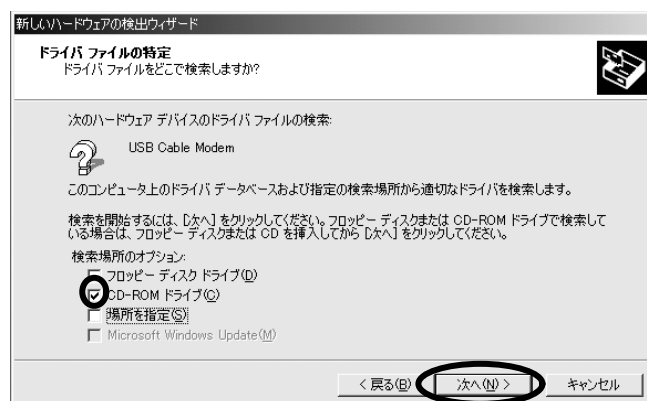 新しいハードウェアの検出ウィザード
ドライバ ファイルの特定
ドライバ ファイルをどこで検索しますか?
次のハードウェア デバイスのドライバ ファイルの検索:
USB Cable Modem
このコンピュータ上のドライバ データベースおよび指定の検索場所から適切なドライバを検索します。
検索を開始するには、[次へ] をクリックしてください。フロッピー ディスクまたは CD-ROM ドライブで検索して
いる場合は、フロッピー ディスクまたは CD を挿入してから [次へ] をクリックしてください。
検索場所のオプション:
フロッピー ディスク ドライブ(D)
CD-ROM ドライブ(C)
場所を指定(S)
Microsoft Windows Update(M)
< 戻る(B) 次へ(N) > キャンセル